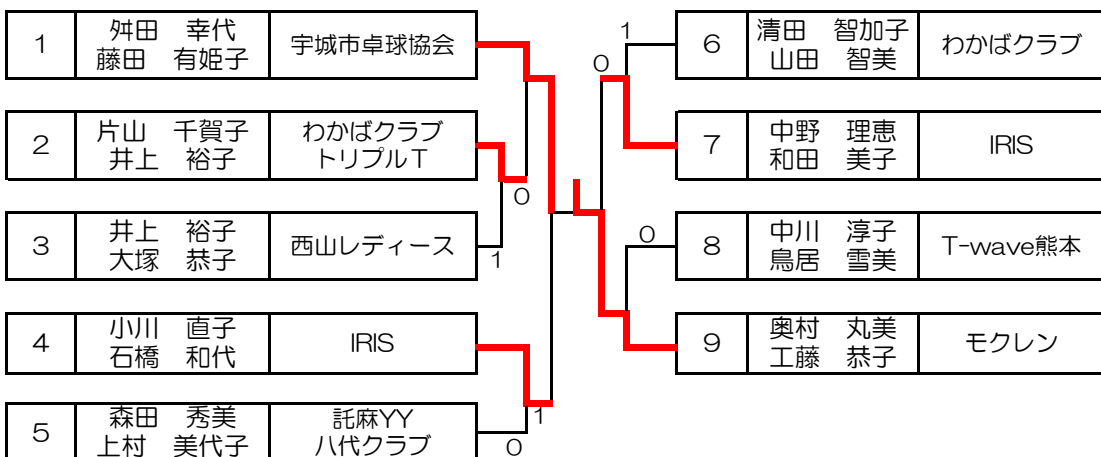 1 舛田 幸代 藤田 有姫子 宇城市卓球協会
2 片山 千賀子 井上 裕子 わかばクラブ トリプルT
3 井上 裕子 大塚 恭子 西山レディース
4 小川 直子 石橋 和代 IRIS
5 森田 秀美 上村 美代子 託麻YY 八代クラブ
0
1
1
0
6 清田 智加子 山田 智美 わかばクラブ
7 中野 理恵 和田 美子 IRIS
8 中川 淳子 鳥居 雪美 T-wave熊本
9 奥村 丸美 工藤 恭子 モクレン
1
0
0